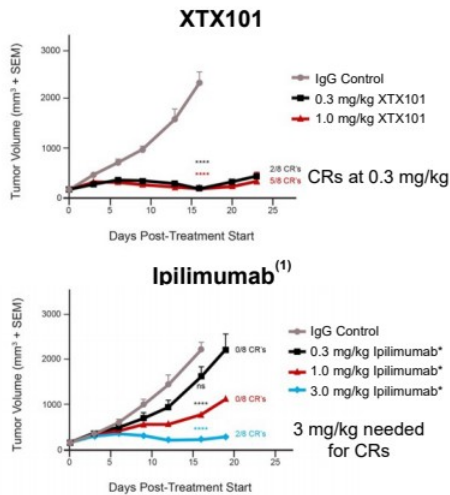 XTX101
Tumor Volume (mm³ + SEM)
3000
2000
1000
0
0
5
10
15
20
25
Days Post-Treatment Start
****
****
2/8 CR's
5/8 CR's
IgG Control
0.3 mg/kg XTX101
1.0 mg/kg XTX101
CRs at 0.3 mg/kg
Ipilimumab(1)
Tumor Volume (mm³ + SEM)
3000
2000
1000
0
0
5
10
15
20
25
Days Post-Treatment Start
0/8 CR's
ns
****
0/8 CR's
****
2/8 CR's
IgG Control
0.3 mg/kg Ipilimumab*
1.0 mg/kg Ipilimumab*
3.0 mg/kg Ipilimumab*
3 mg/kg needed
for CRs